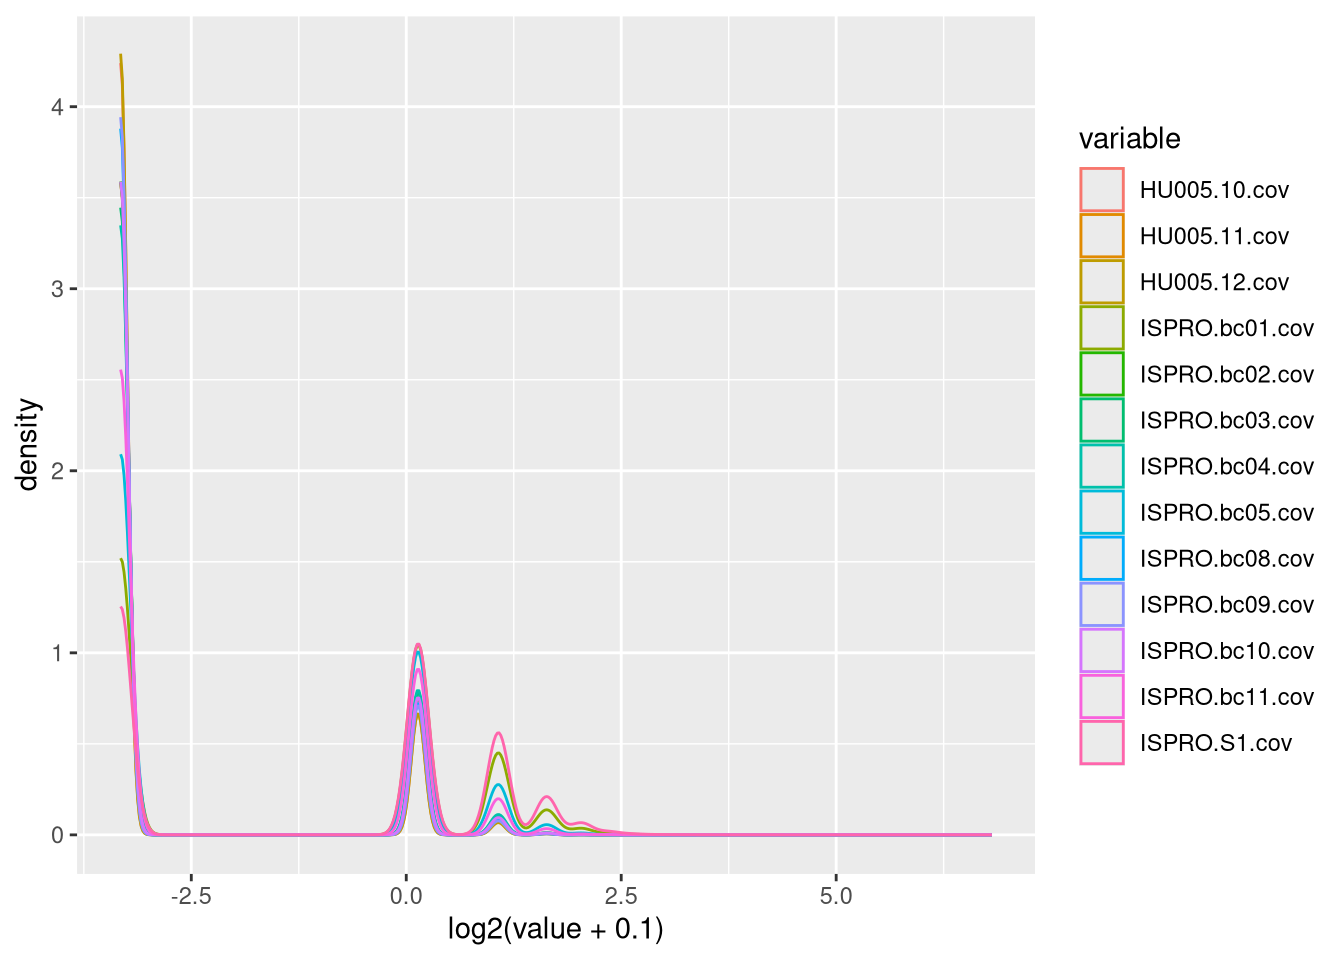 density
4
3
2
1
0
-2.5
0.0
2.5
5.0
log2(value + 0.1)
variable
HU005.10.cov
HU005.11.cov
HU005.12.cov
ISPRO.bc01.cov
ISPRO.bc02.cov
ISPRO.bc03.cov
ISPRO.bc04.cov
ISPRO.bc05.cov
ISPRO.bc08.cov
ISPRO.bc09.cov
ISPRO.bc10.cov
ISPRO.bc11.cov
ISPRO.S1.cov